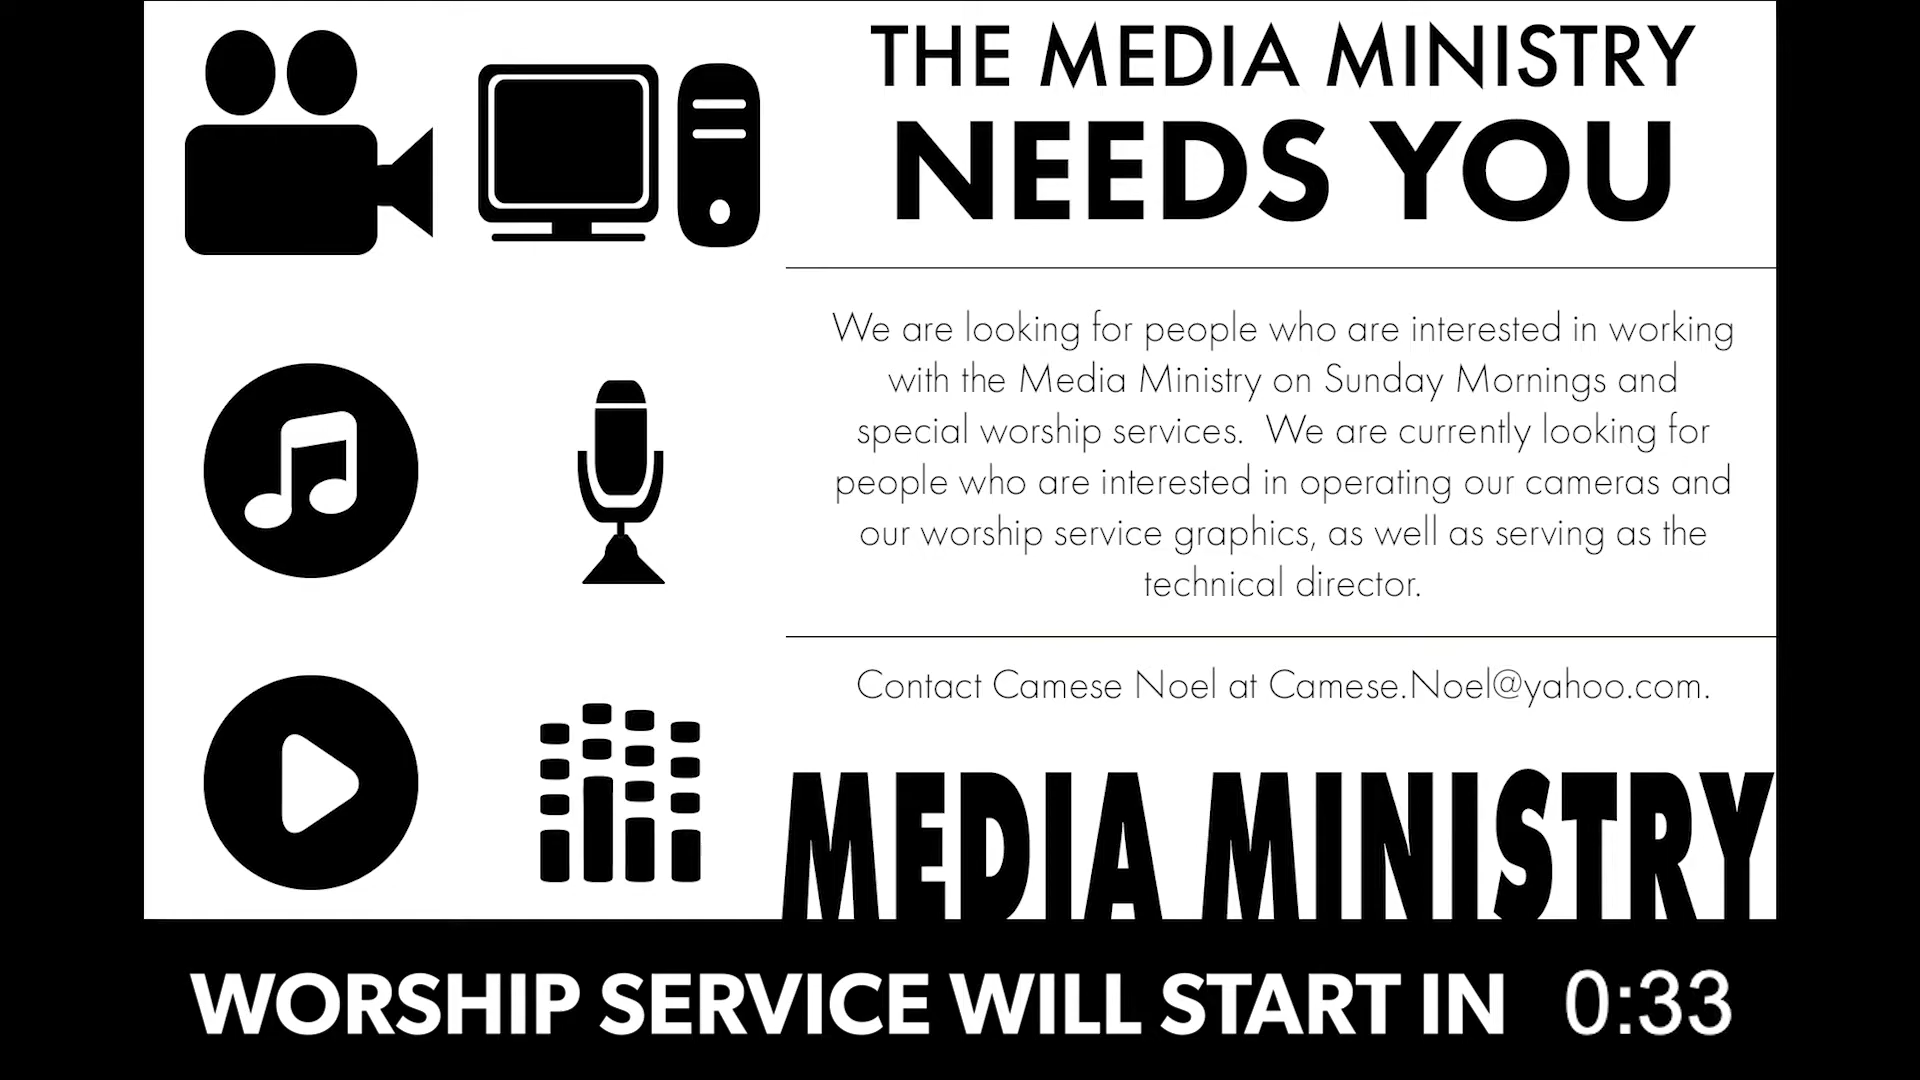 THE MEDIA MINISTRY
NEEDS YOU
We are looking for people who are interested in working
with the Media Ministry on Sunday Mornings and
special worship services.  We are currently looking for
people who are interested in operating our cameras and
our worship service graphics, as well as serving as the
technical director.
Contact Camese Noel at Camese.Noel@yahoo.com.
MEDIA MINISTRY
WORSHIP SERVICE WILL START IN 0:33